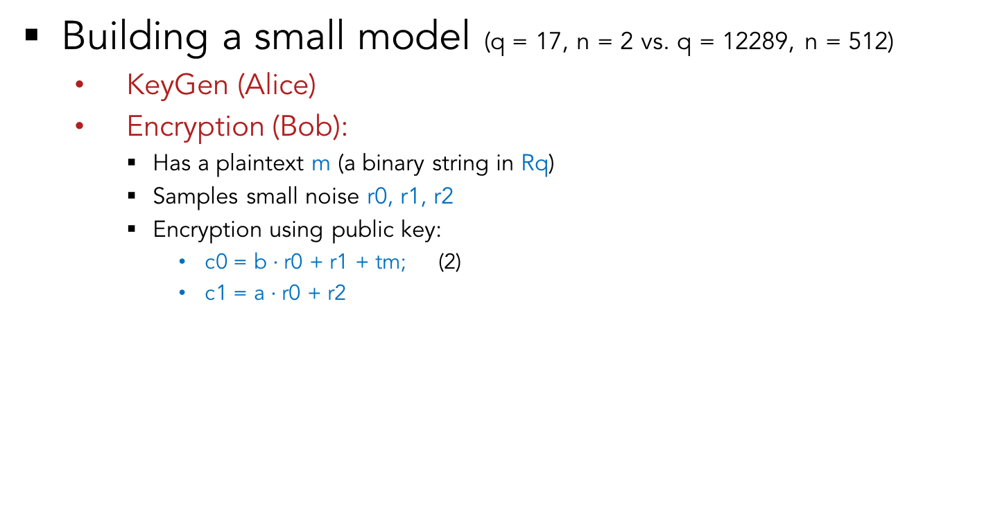 ▪ Building a small model (q = 17, n = 2 vs. q = 12289, n = 512)
• KeyGen (Alice)
• Encryption (Bob):
▪ Has a plaintext m (a binary string in Rq)
▪ Samples small noise r0, r1, r2
▪ Encryption using public key:
• c0 = b · r0 + r1 + tm; (2)
• c1 = a · r0 + r2